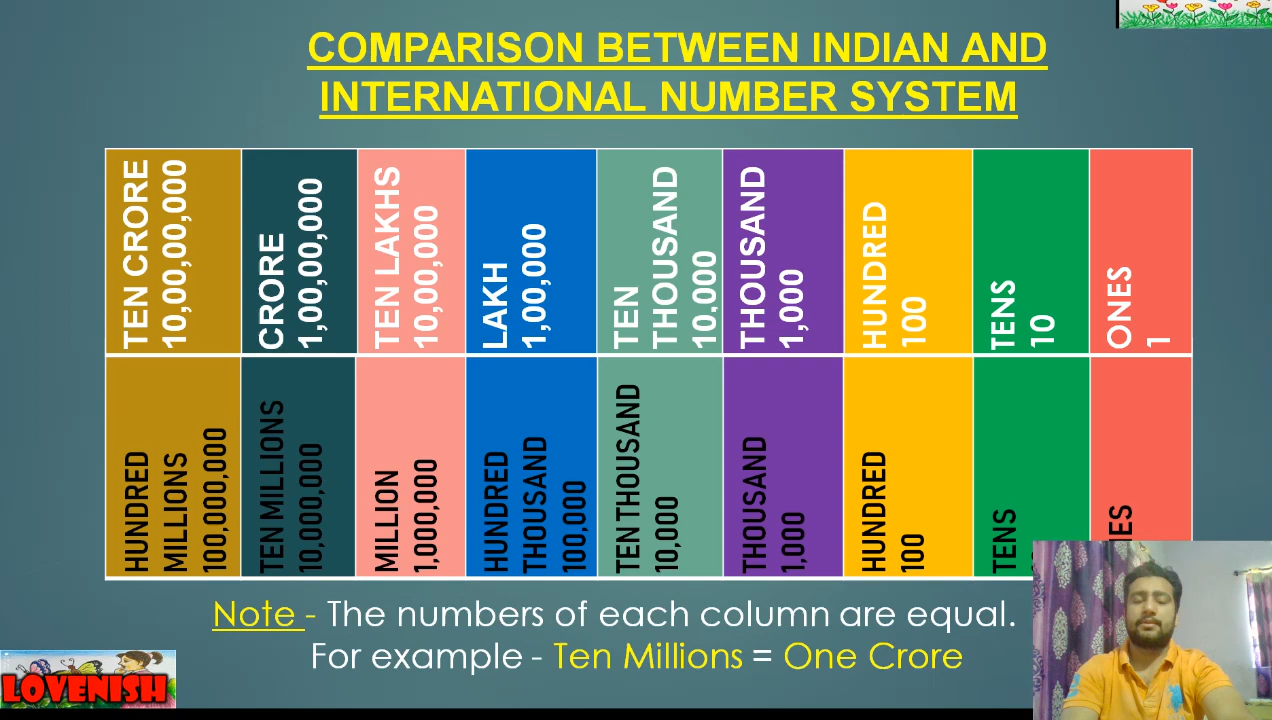 COMPARISON BETWEEN INDIAN AND
INTERNATIONAL NUMBER SYSTEM
TEN CRORE
10,00,00,000
CRORE
1,00,00,000
TEN LAKHS
10,00,000
LAKH
1,00,000
TEN
THOUSAND
10,000
THOUSAND
1,000
HUNDRED
100
TENS
10
ONES
1
HUNDRED
MILLIONS
100,000,000
TEN MILLIONS
10,000,000
MILLION
1,000,000
HUNDRED
THOUSAND
100,000
TEN THOUSAND
10,000
THOUSAND
1,000
HUNDRED
100
TENS
Note - The numbers of each column are equal.
For example - Ten Millions = One Crore
LOVENISH